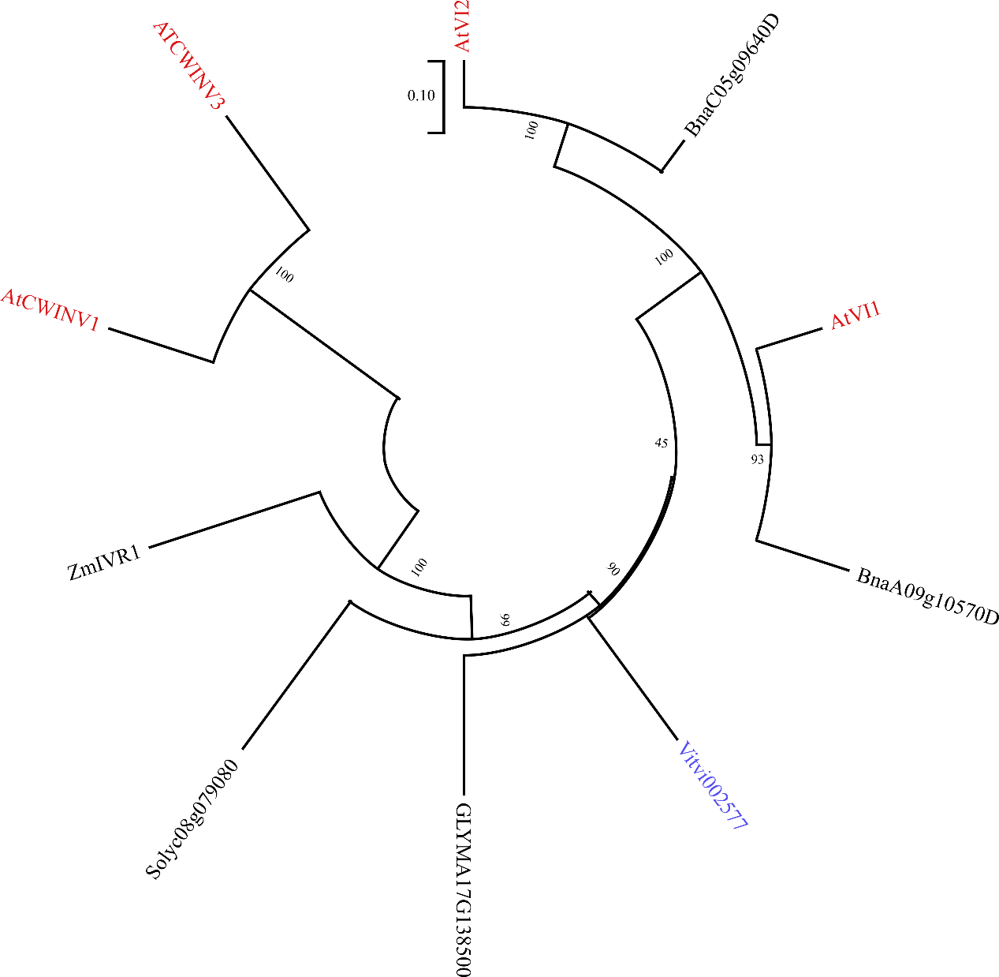 AtVI2
ATCWINV3
BnaC05g09640D
0.10
100
100
100
AtCWINV1
AtVI1
45
93
ZmIVR1
100
90
BnaA09g10570D
66
Solyc08g079080
GLYMA17G138500
Vitvi002577